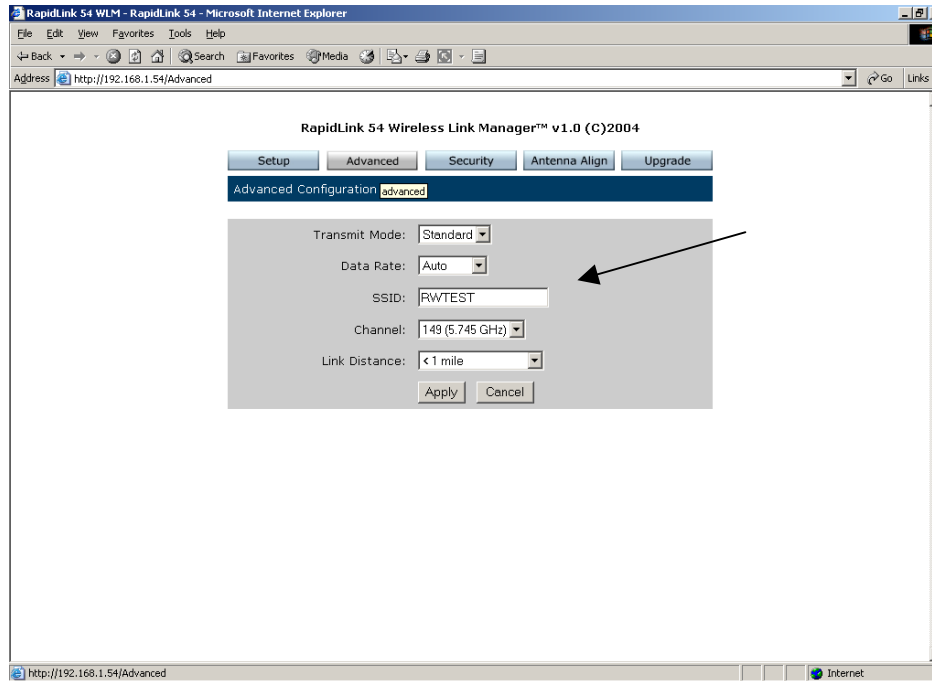 RapidLink 54 WLM - RapidLink 54 - Microsoft Internet Explorer
File Edit View Favorites Tools Help
Back Search Favorites Media
Address http://192.168.1.54/Advanced Go Links
RapidLink 54 Wireless Link Manager™ v1.0 (C)2004
Setup Advanced Security Antenna Align Upgrade
Advanced Configuration advanced
Transmit Mode: Standard
Data Rate: Auto
SSID: RWTEST
Channel: 149 (5.745 GHz)
Link Distance: < 1 mile
Apply Cancel
http://192.168.1.54/Advanced Internet